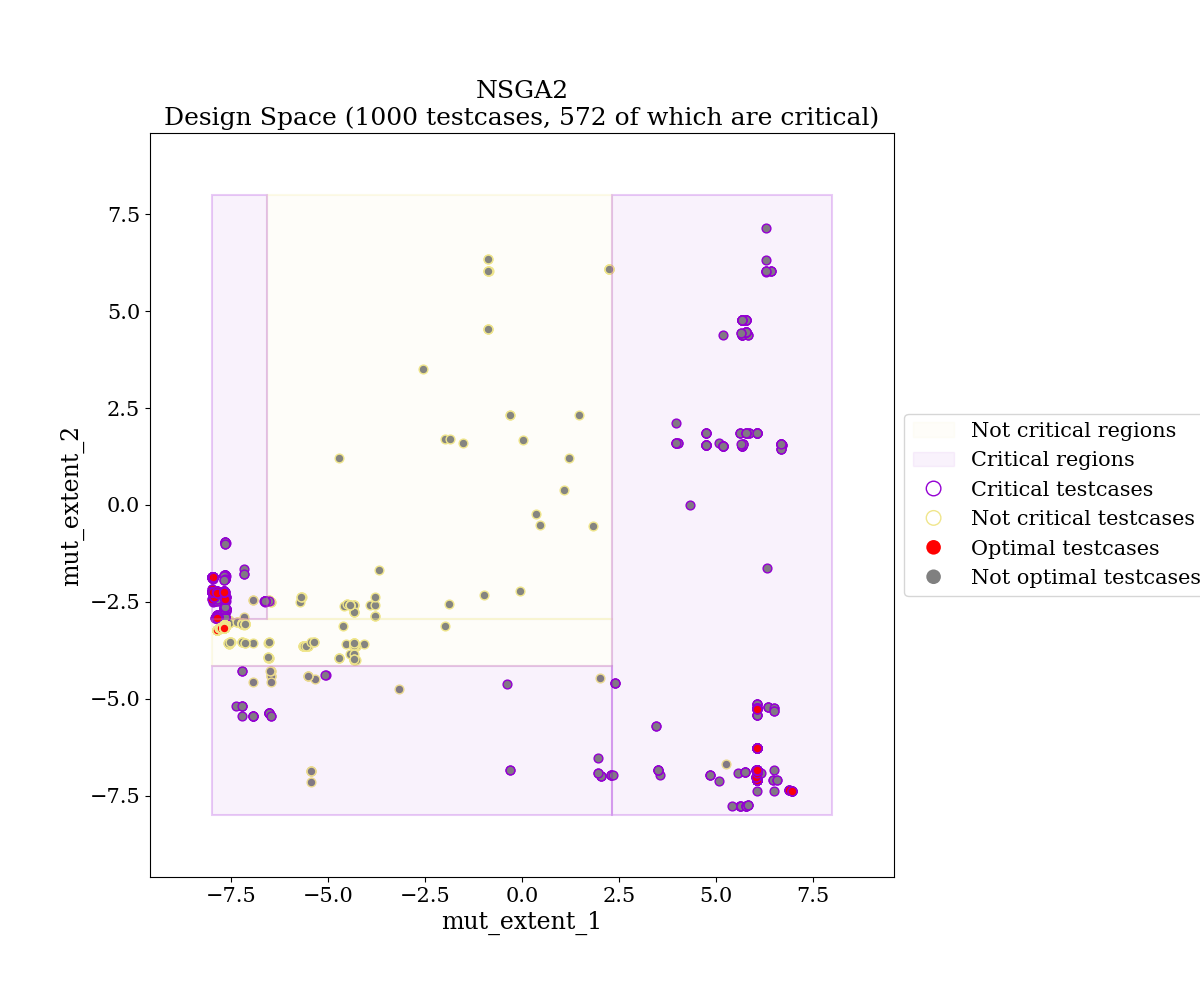 NSGA2
Design Space (1000 testcases, 572 of which are critical)
7.5
5.0
2.5
0.0
−2.5
−5.0
−7.5
mut_extent_2
−7.5
−5.0
−2.5
0.0
2.5
5.0
7.5
mut_extent_1
Not critical regions
Critical regions
Critical testcases
Not critical testcases
Optimal testcases
Not optimal testcases